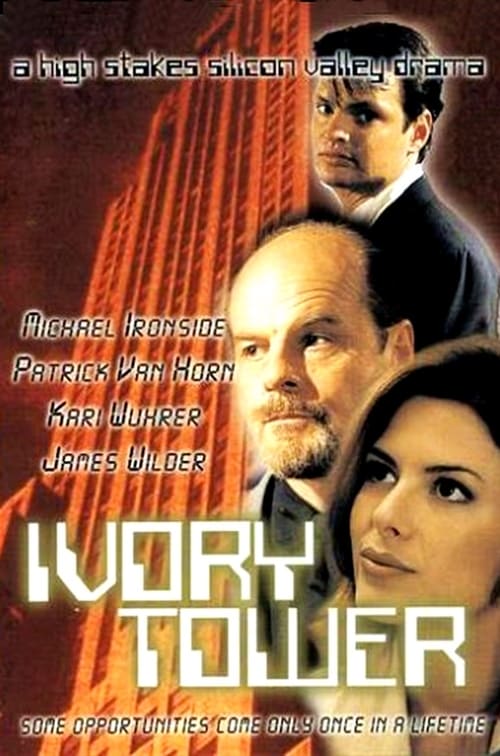 a high stakes silicon valley drama
MICHAEL IRONSIDE
PATRICK VAN HORN
KARI WUHRER
JAMES WILDER
IVORY
TOWER
SOME OPPORTUNITIES COME ONLY ONCE IN A LIFETIME